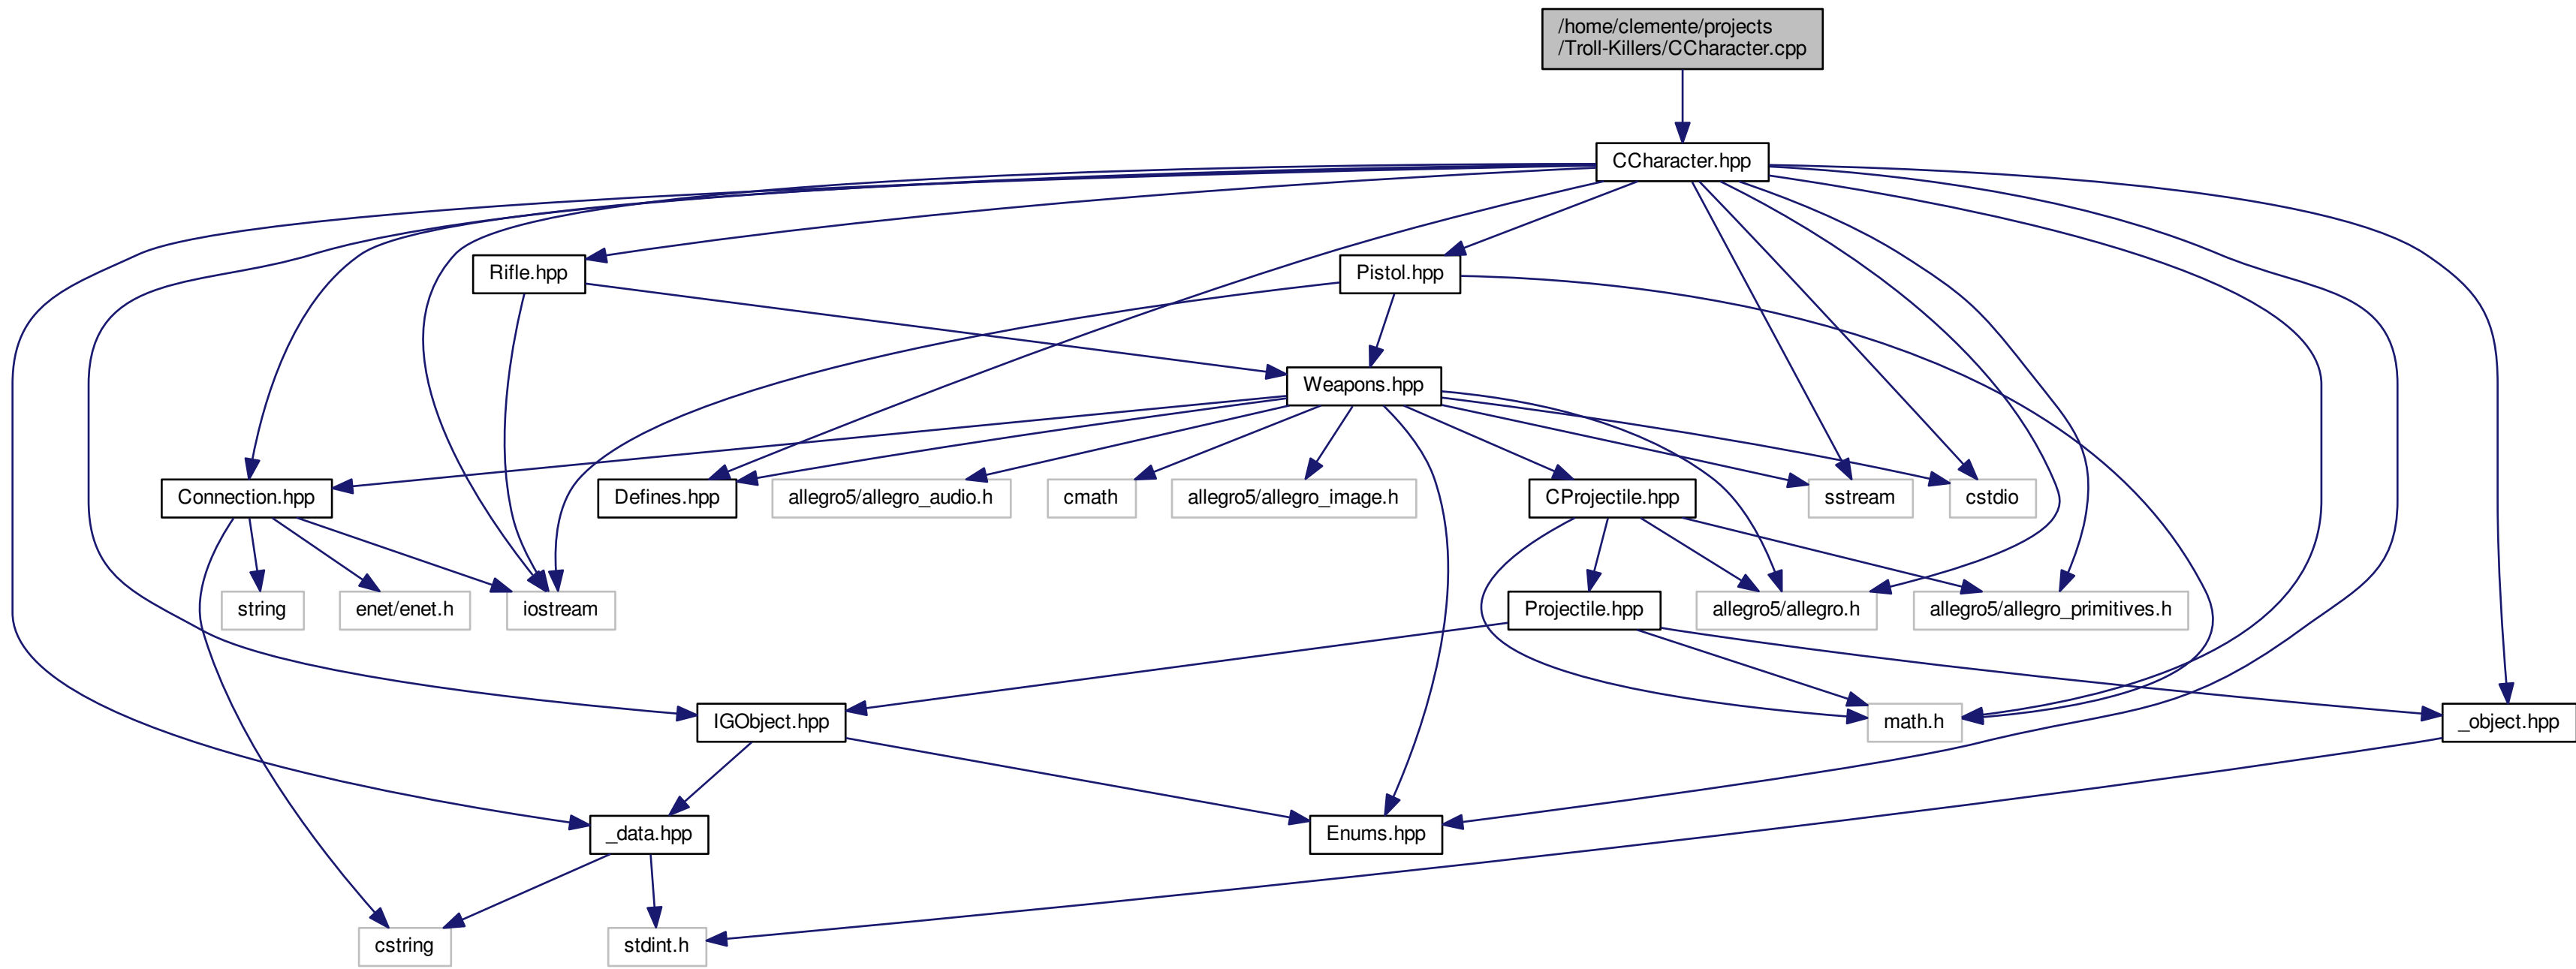 /home/clemente/projects
/Troll-Killers/CCharacter.cpp
CCharacter.hpp
Rifle.hpp
Pistol.hpp
Weapons.hpp
Connection.hpp
Defines.hpp
allegro5/allegro_audio.h
cmath
allegro5/allegro_image.h
CProjectile.hpp
sstream
cstdio
string
enet/enet.h
iostream
Projectile.hpp
allegro5/allegro.h
allegro5/allegro_primitives.h
IGObject.hpp
math.h
_object.hpp
_data.hpp
Enums.hpp
cstring
stdint.h